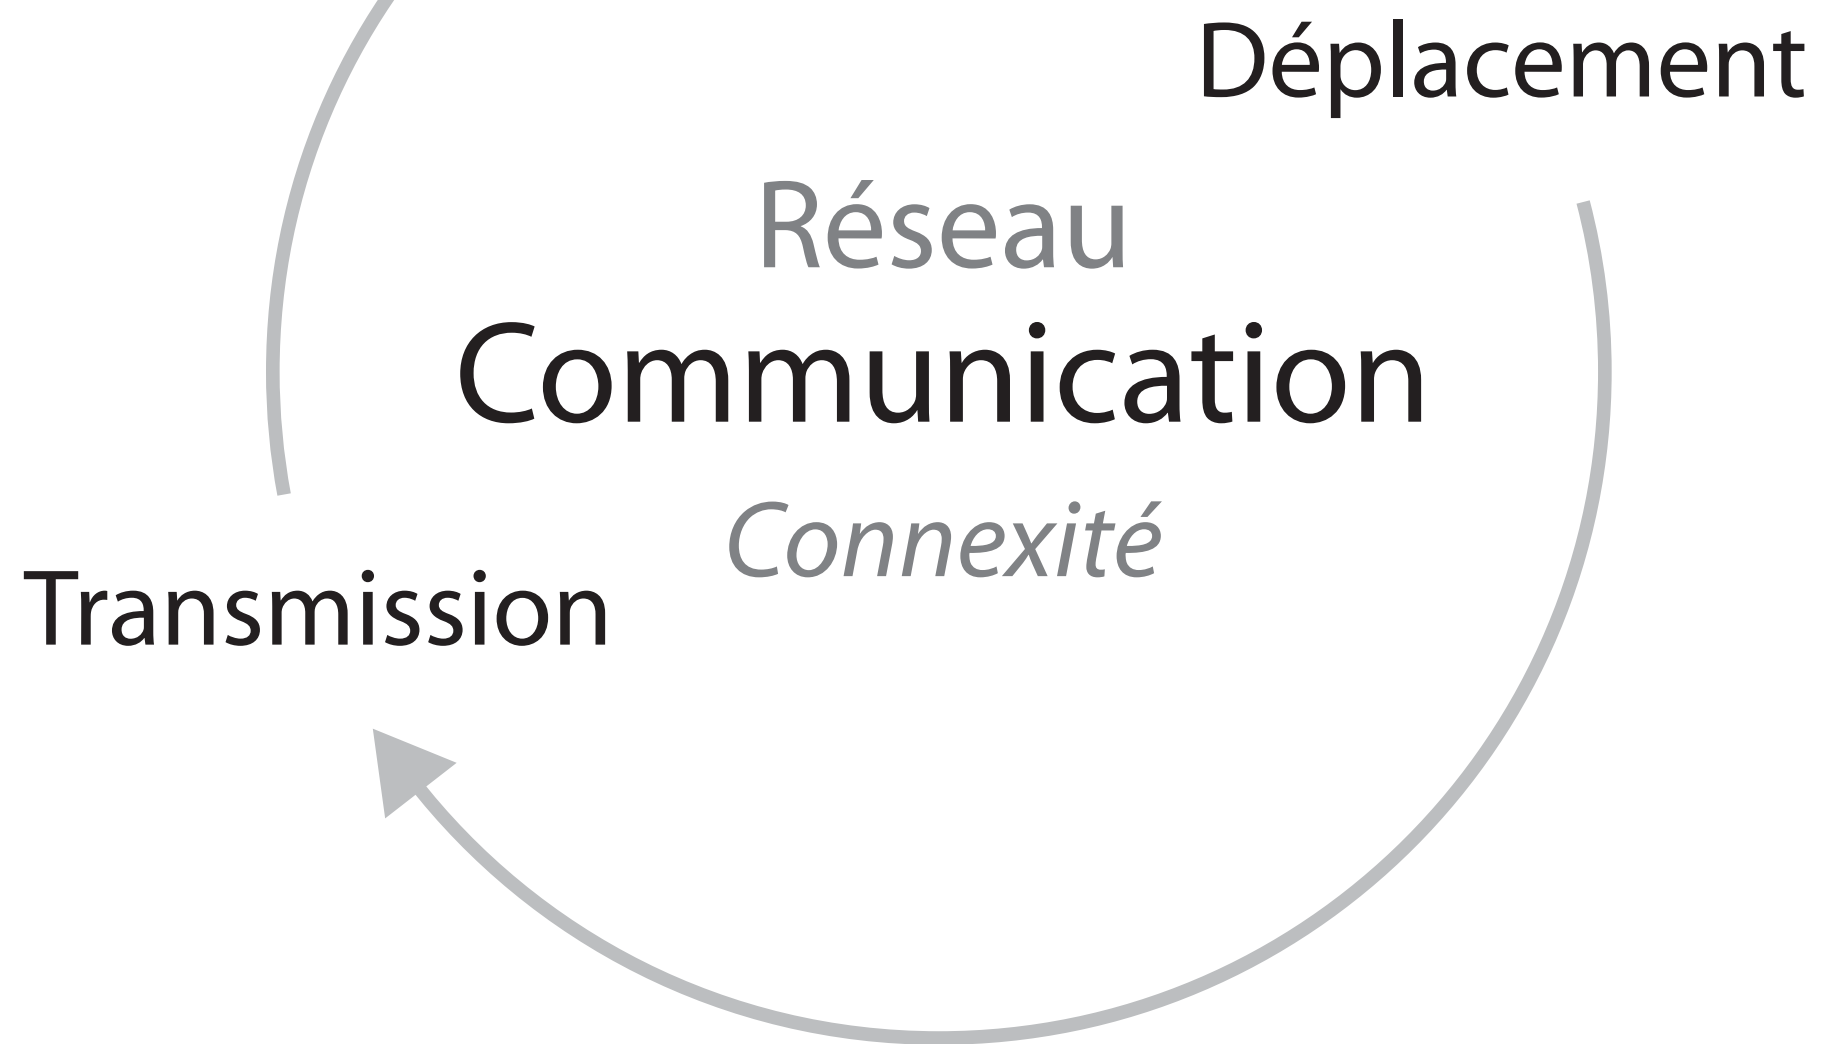 Déplacement
Réseau
Communication
Connexité
Transmission